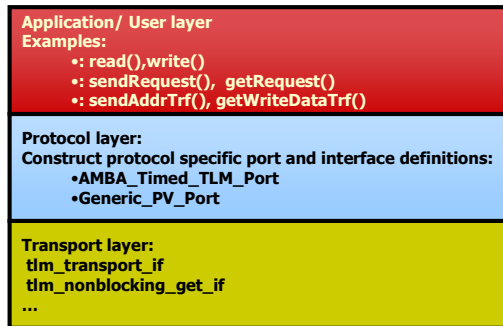 Application/ User layer
Examples:
•: read(),write()
•: sendRequest(), getRequest()
•: sendAddrTrf(), getWriteDataTrf()
Protocol layer:
Construct protocol specific port and interface definitions:
•AMBA_Timed_TLM_Port
•Generic_PV_Port
Transport layer:
tlm_transport_if
tlm_nonblocking_get_if
...